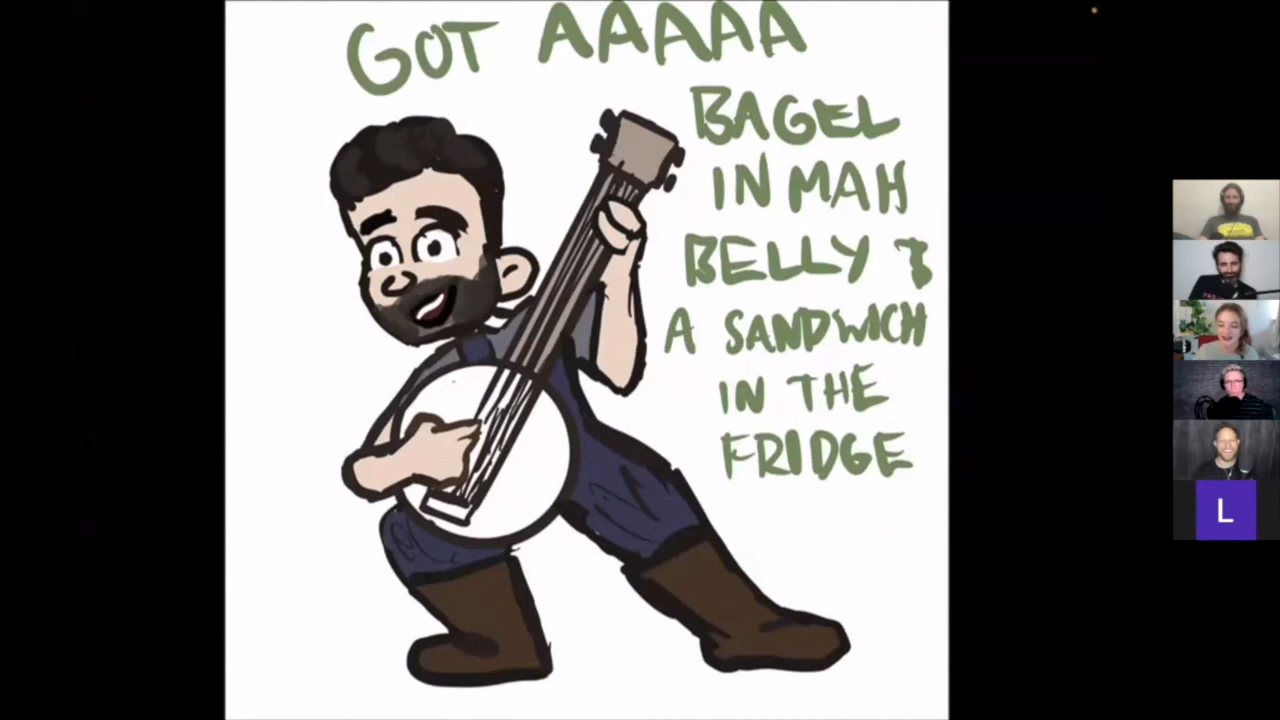 GOT AAAAA
BAGEL
IN MAH
BELLY &
A SANDWICH
IN THE
FRIDGE
L